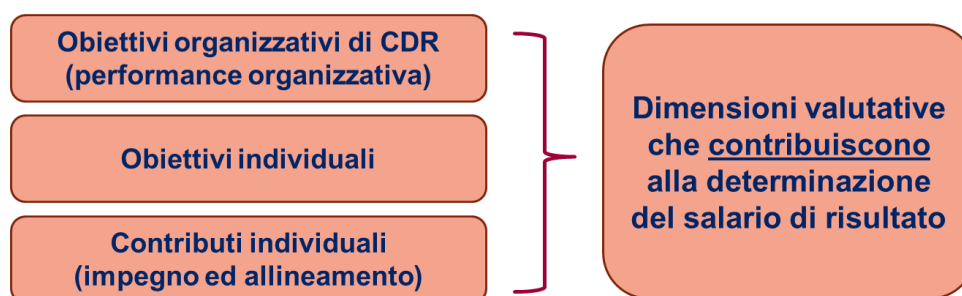 Obiettivi organizzativi di CDR
(performance organizzativa)
Obiettivi individuali
Contributi individuali
(impegno ed allineamento)
Dimensioni valutative
che contribuiscono
alla determinazione
del salario di risultato